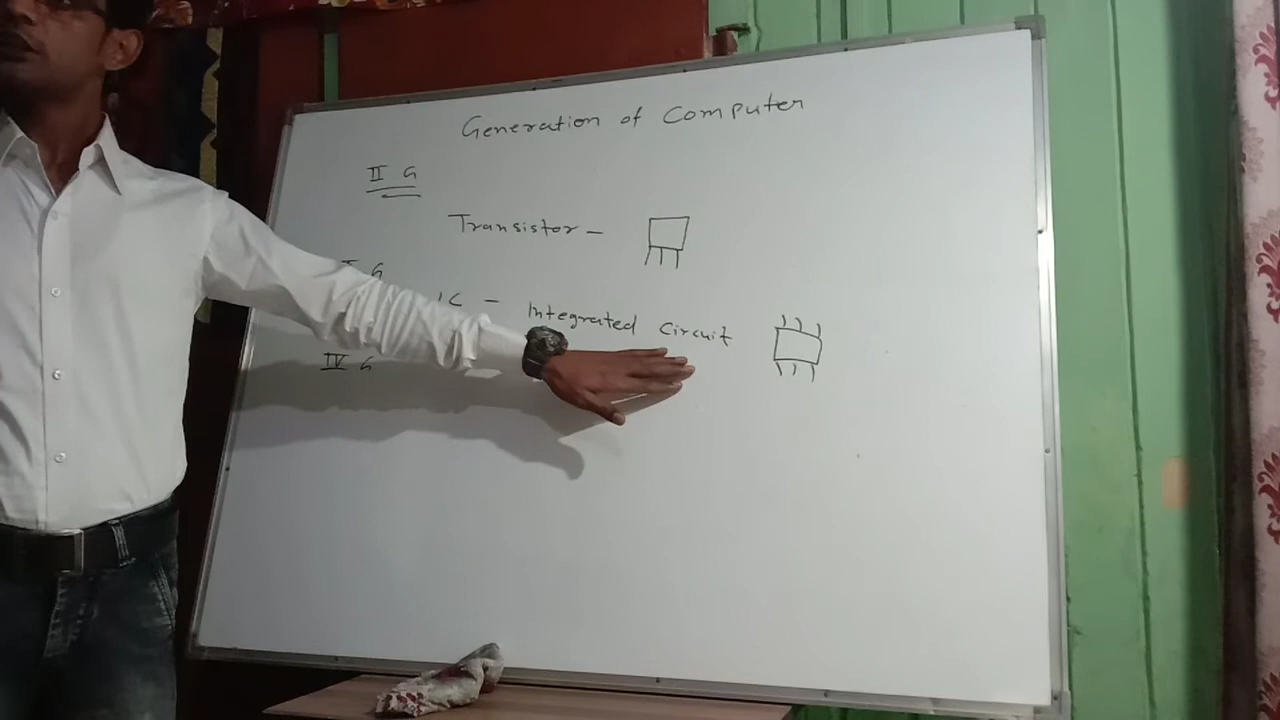 Generation of Computer
II G
Transistor -
I G
IC - Integrated Circuit
IV G